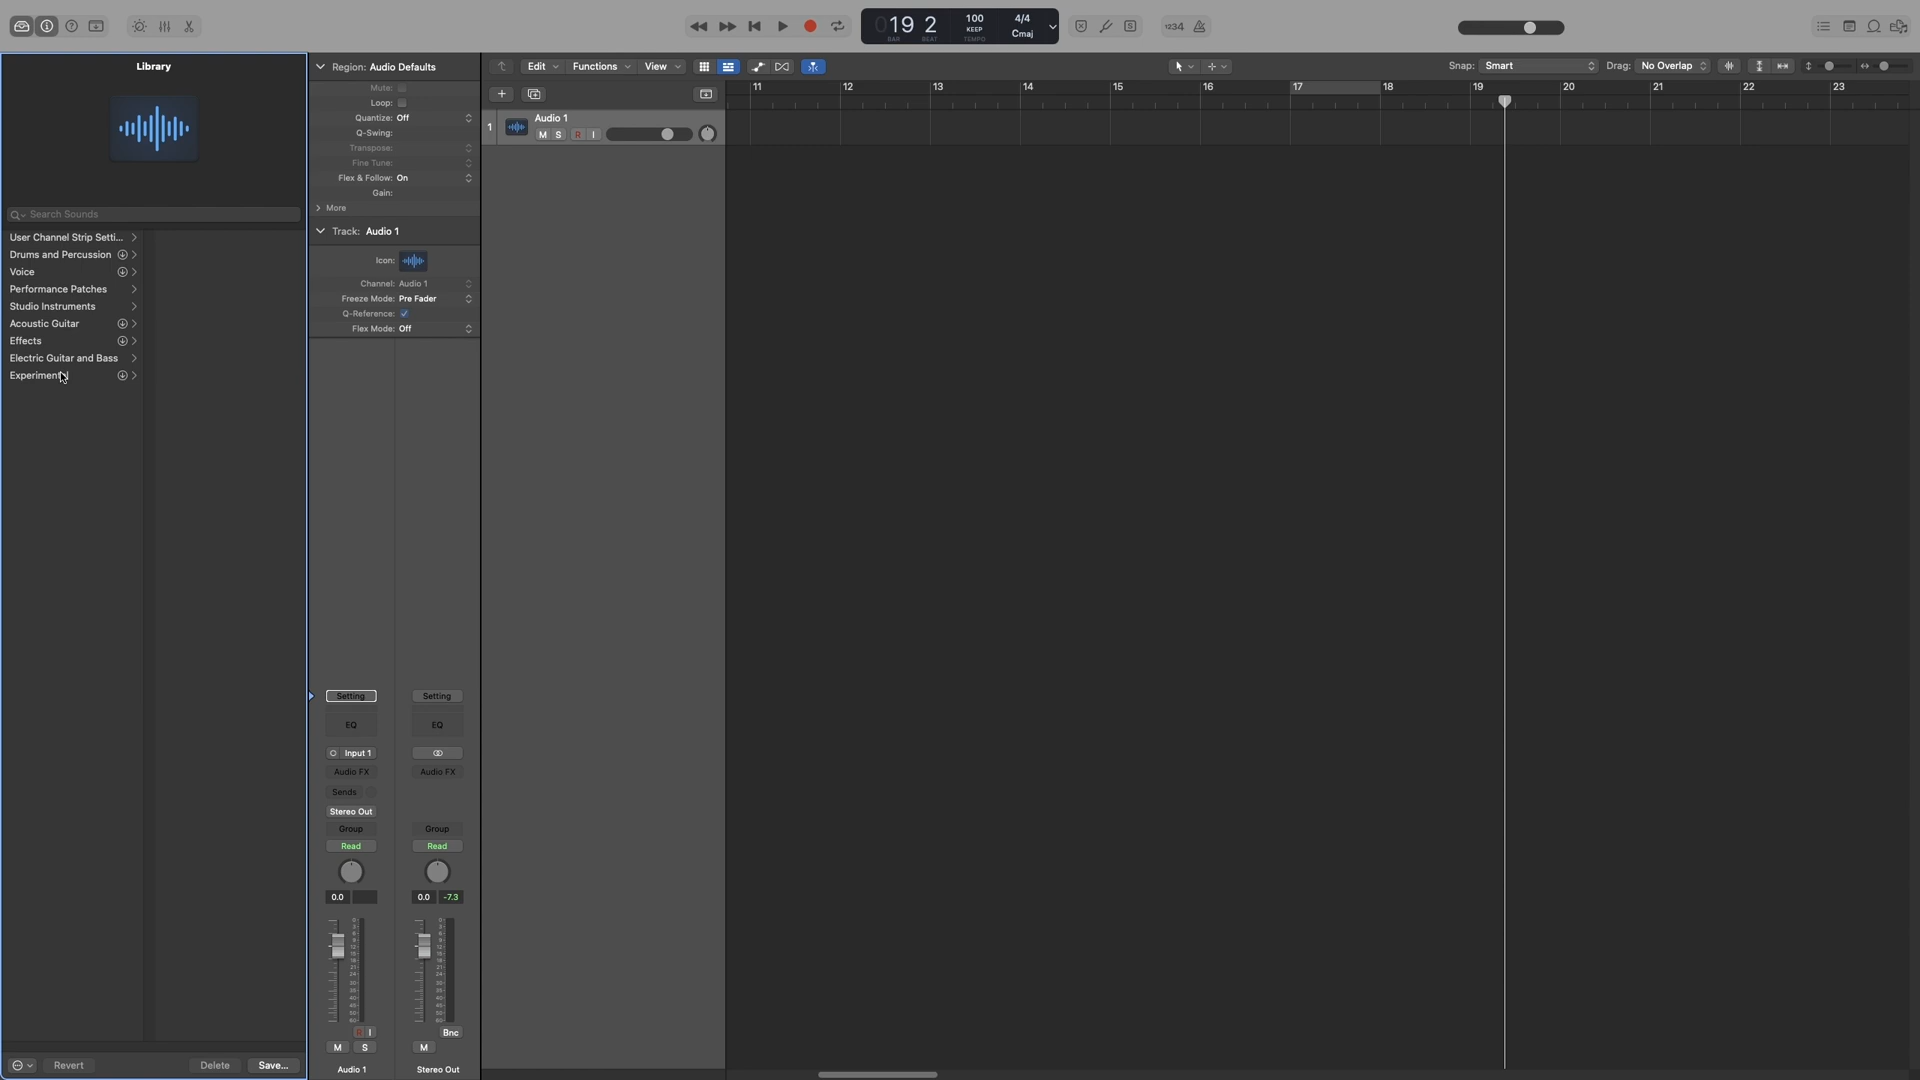 019 2
BAR BEAT
100
KEEP
TEMPO
4/4
Cmaj
1234
Library
Search Sounds
User Channel Strip Setti...
Drums and Percussion
Voice
Performance Patches
Studio Instruments
Acoustic Guitar
Effects
Electric Guitar and Bass
Experimental
Revert
Delete
Save...
Region: Audio Defaults
Mute:
Loop:
Quantize: Off
Q-Swing:
Transpose:
Fine Tune:
Flex & Follow: On
Gain:
More
Track: Audio 1
Icon:
Channel: Audio 1
Freeze Mode: Pre Fader
Q-Reference:
Flex Mode: Off
Setting
EQ
Input 1
Audio FX
Sends
Stereo Out
Group
Read
0.0
R I
M S
Audio 1
Setting
EQ
Audio FX
Group
Read
0.0 -7.3
Bnc
M
Stereo Out
Edit Functions View
Snap: Smart
Drag: No Overlap
11 12 13 14 15 16 17 18 19 20 21 22 23
1
Audio 1
M S R I